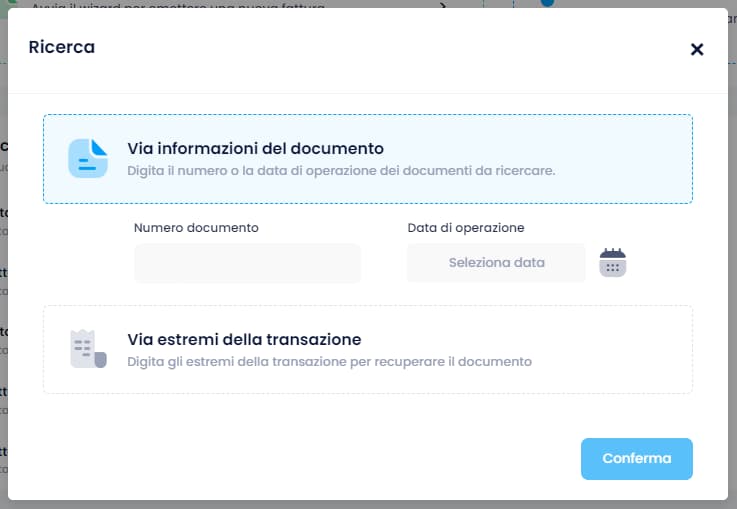 Avvia il wizard per emettere una nuova fattura
Ricerca
Via informazioni del documento
Digita il numero o la data di operazione dei documenti da ricercare.
Numero documento
Data di operazione
Seleziona data
Via estremi della transazione
Digita gli estremi della transazione per recuperare il documento
Conferma